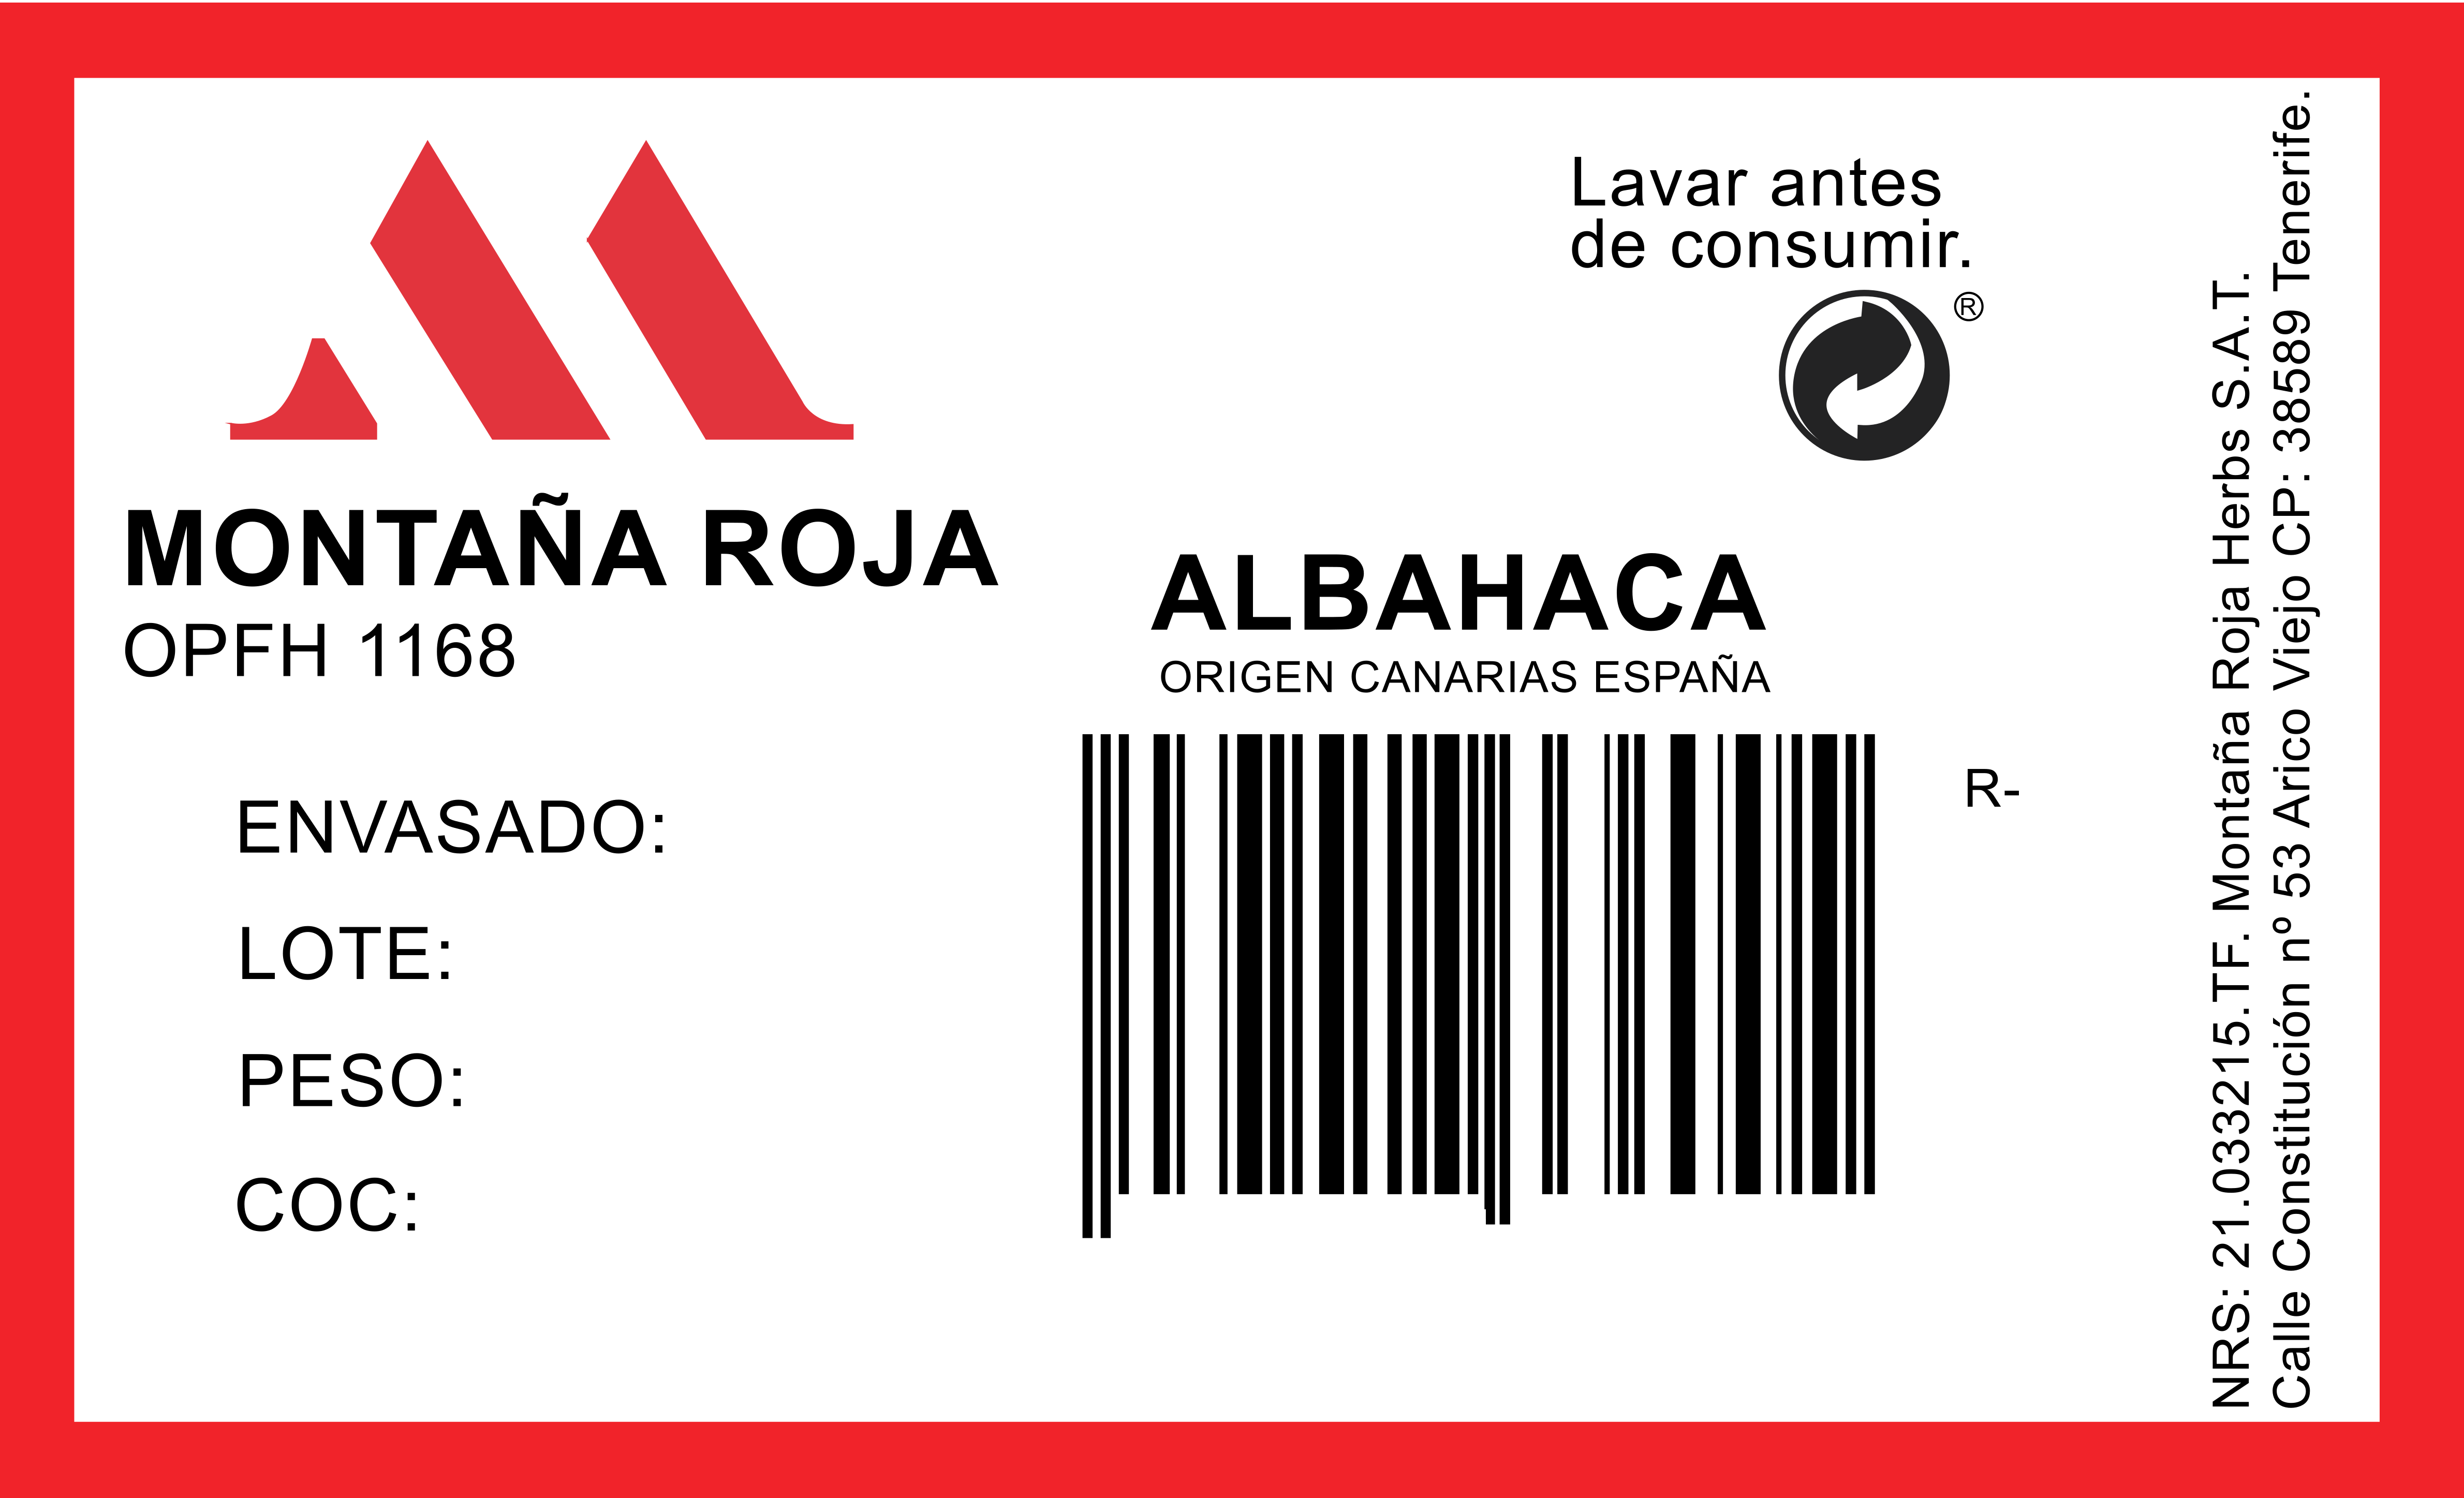 Lavar antes
de consumir.
®
MONTAÑA ROJA
OPFH 1168
ALBAHACA
ORIGEN CANARIAS ESPAÑA
R-
ENVASADO:
LOTE:
PESO:
COC:
NRS: 21.033215.TF. Montaña Roja Herbs S.A.T.
Calle Constitución nº 53 Arico Viejo CP: 38589 Tenerife.